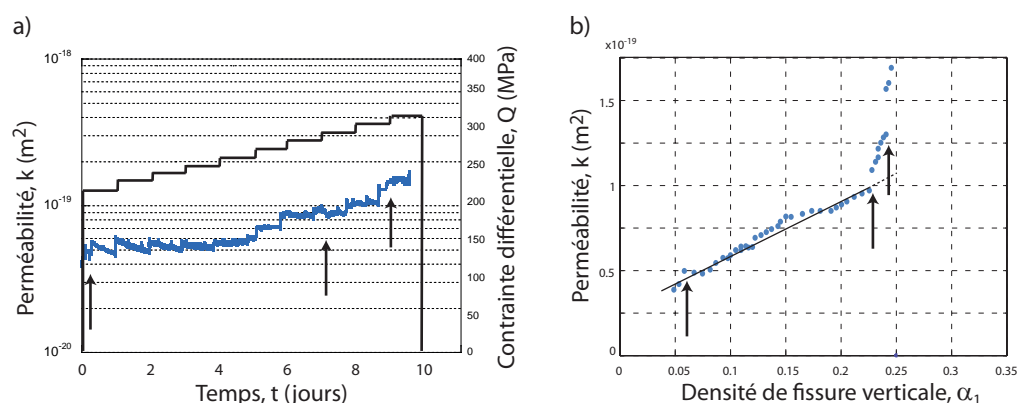 a)
10⁻¹⁸
10⁻¹⁹
10⁻²⁰
Perméabilité, k (m²)
0 2 4 6 8 10
Temps, t (jours)
400
350
300
250
200
150
100
50
0
Contrainte différentielle, Q (MPa)
b)
x10⁻¹⁹
1.5
1
0.5
0
Perméabilité, k (m²)
0 0.05 0.1 0.15 0.2 0.25 0.3 0.35
Densité de fissure verticale, α₁